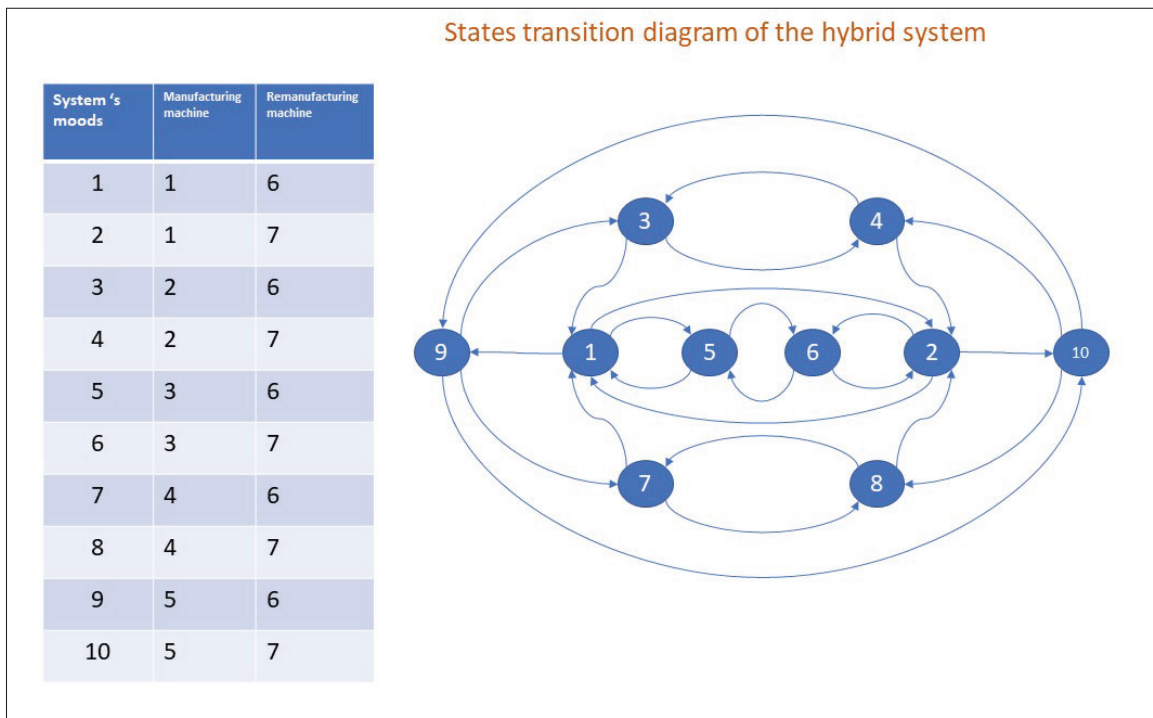 States transition diagram of the hybrid system
System ‘s moods Manufacturing machine Remanufacturing machine
1 1 6
2 1 7
3 2 6
4 2 7
5 3 6
6 3 7
7 4 6
8 4 7
9 5 6
10 5 7
3 4
9 1 5 6 2 10
7 8